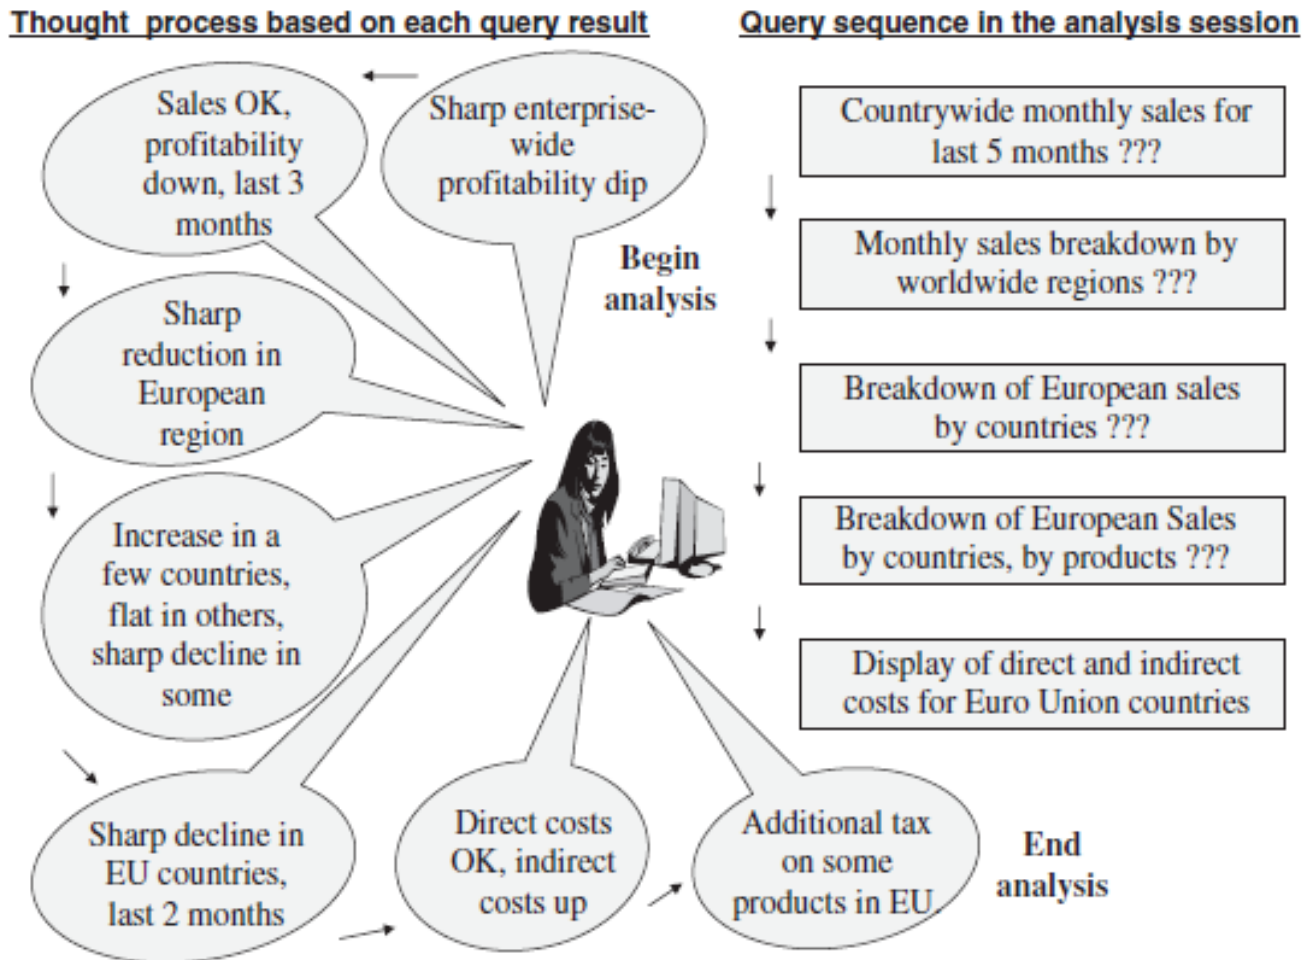 Thought process based on each query result
Query sequence in the analysis session
Sharp enterprise-
wide
profitability dip
Begin
analysis
Sales OK,
profitability
down, last 3
months
Sharp
reduction in
European
region
Increase in a
few countries,
flat in others,
sharp decline in
some
Sharp decline in
EU countries,
last 2 months
Direct costs
OK, indirect
costs up
Additional tax
on some
products in EU.
End
analysis
Countrywide monthly sales for
last 5 months ???
Monthly sales breakdown by
worldwide regions ???
Breakdown of European sales
by countries ???
Breakdown of European Sales
by countries, by products ???
Display of direct and indirect
costs for Euro Union countries